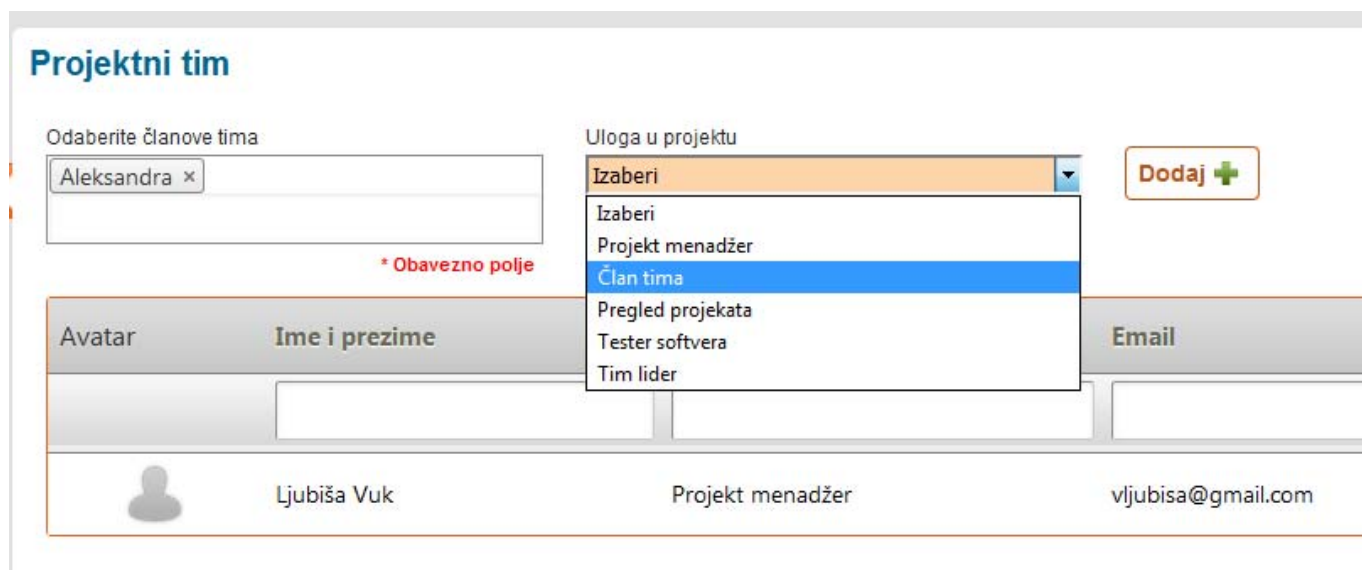 Projektni tim
Odaberite članove tima
Uloga u projektu
Aleksandra ×
Izaberi
Dodaj
Izaberi
Projekt menadžer
* Obavezno polje
Član tima
Pregled projekata
Tester softvera
Tim lider
Avatar
Ime i prezime
Email
Ljubiša Vuk
Projekt menadžer
vljubisa@gmail.com